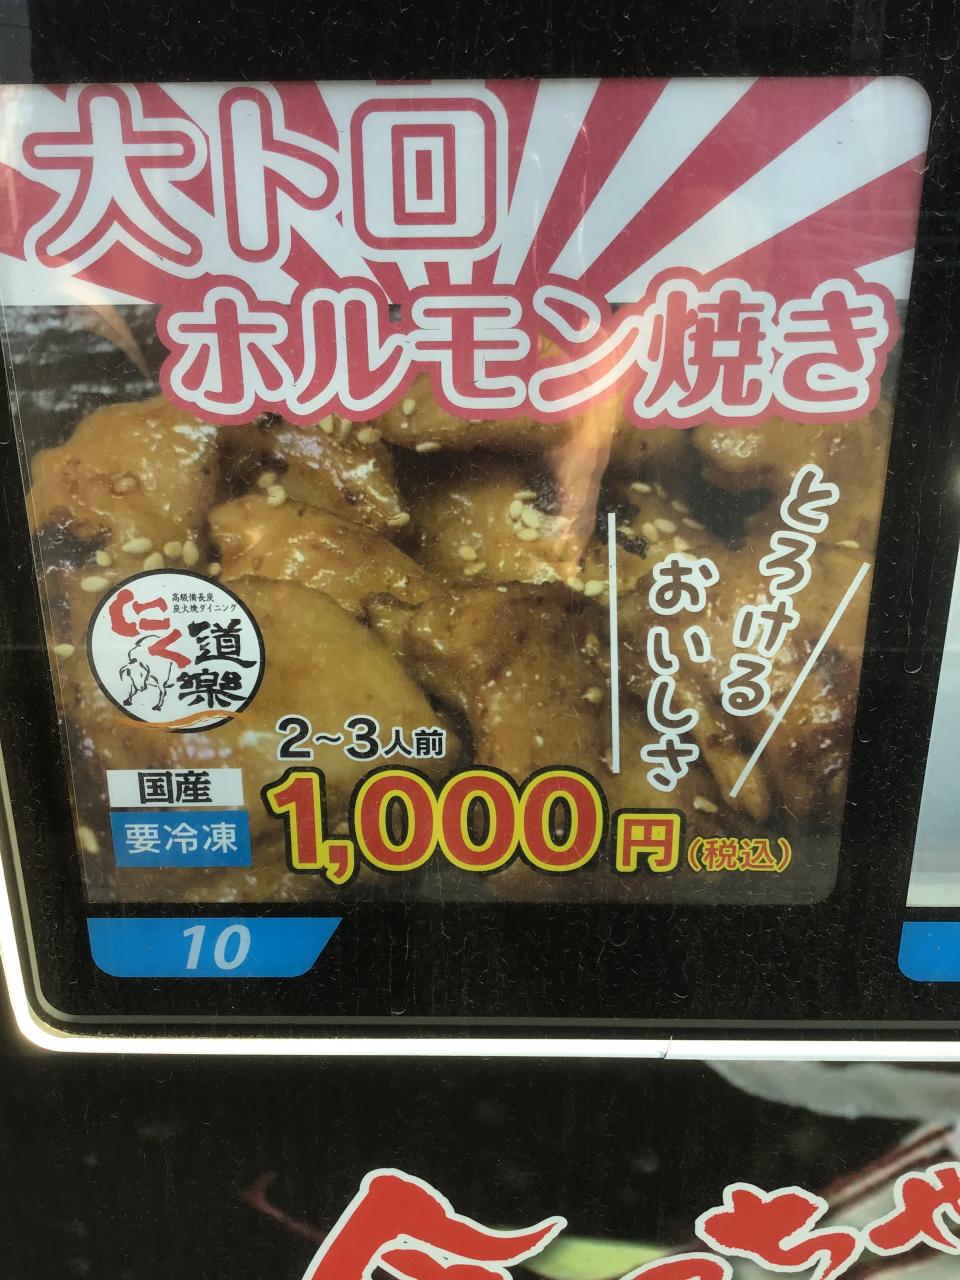 大トロ
ホルモン焼き
とろける
おいしさ
高級備長炭
炭火焼ダイニング
にく道楽
2~3人前
国産
要冷凍
1,000円(税込)
10